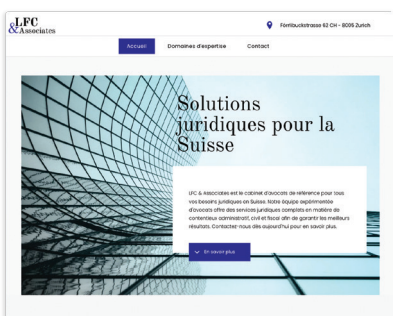 LFC
& Associates
Förrlibuckstrasse 62 CH - 8005 Zurich
Accueil Domaines d'expertise Contact
Solutions
juridiques pour la
Suisse
LFC & Associates est le cabinet d'avocats de référence pour tous
vos besoins juridiques en Suisse. Notre équipe expérimentée
d'avocats offre des services juridiques complets en matière de
contentieux administratif, civil et fiscal afin de garantir les meilleurs
résultats. Contactez-nous dès aujourd'hui pour en savoir plus.
En savoir plus